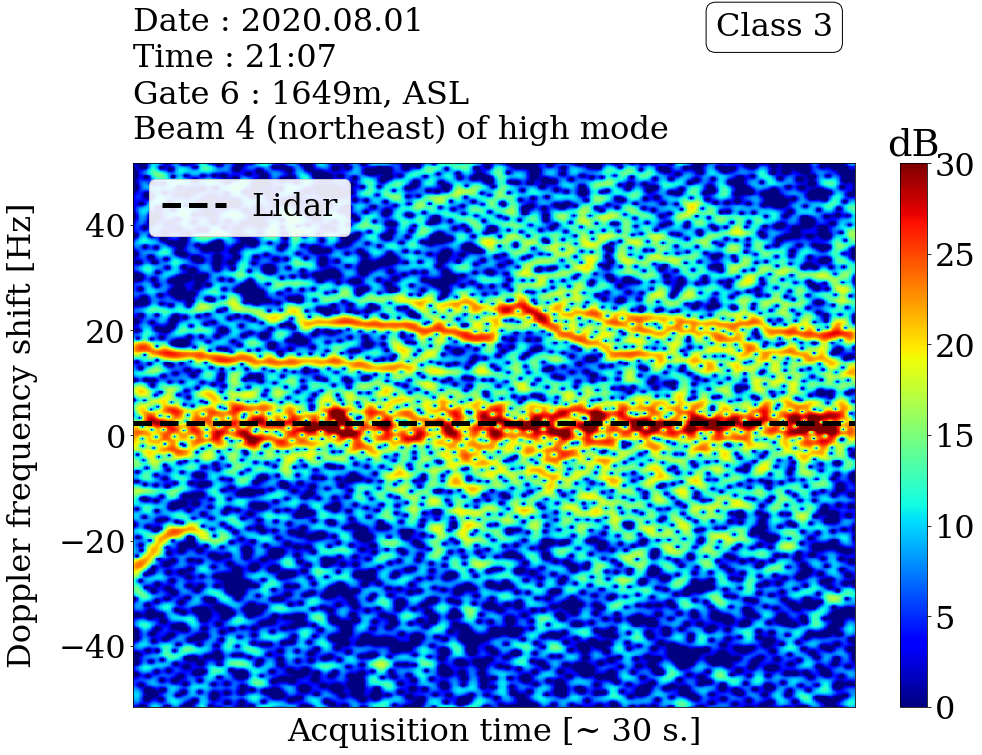 Date : 2020.08.01
Time : 21:07
Gate 6 : 1649m, ASL
Beam 4 (northeast) of high mode
Class 3
dB
Lidar
Doppler frequency shift [Hz]
40
20
0
−20
−40
Acquisition time [~ 30 s.]
30
25
20
15
10
5
0